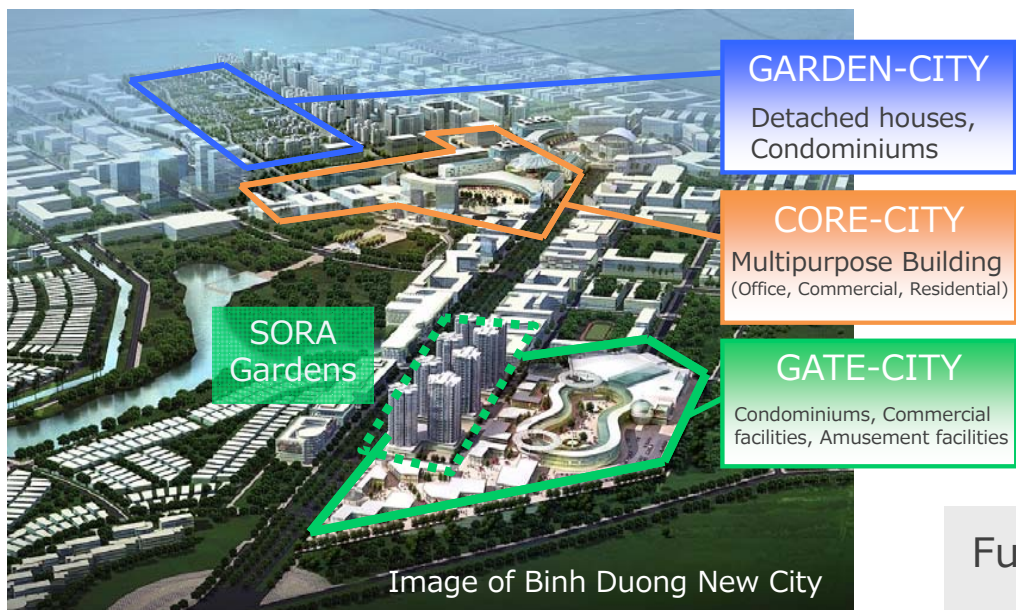 GARDEN-CITY
Detached houses,
Condominiums
CORE-CITY
Multipurpose Building
(Office, Commercial, Residential)
SORA
Gardens
GATE-CITY
Condominiums, Commercial
facilities, Amusement facilities
Fu
Image of Binh Duong New City